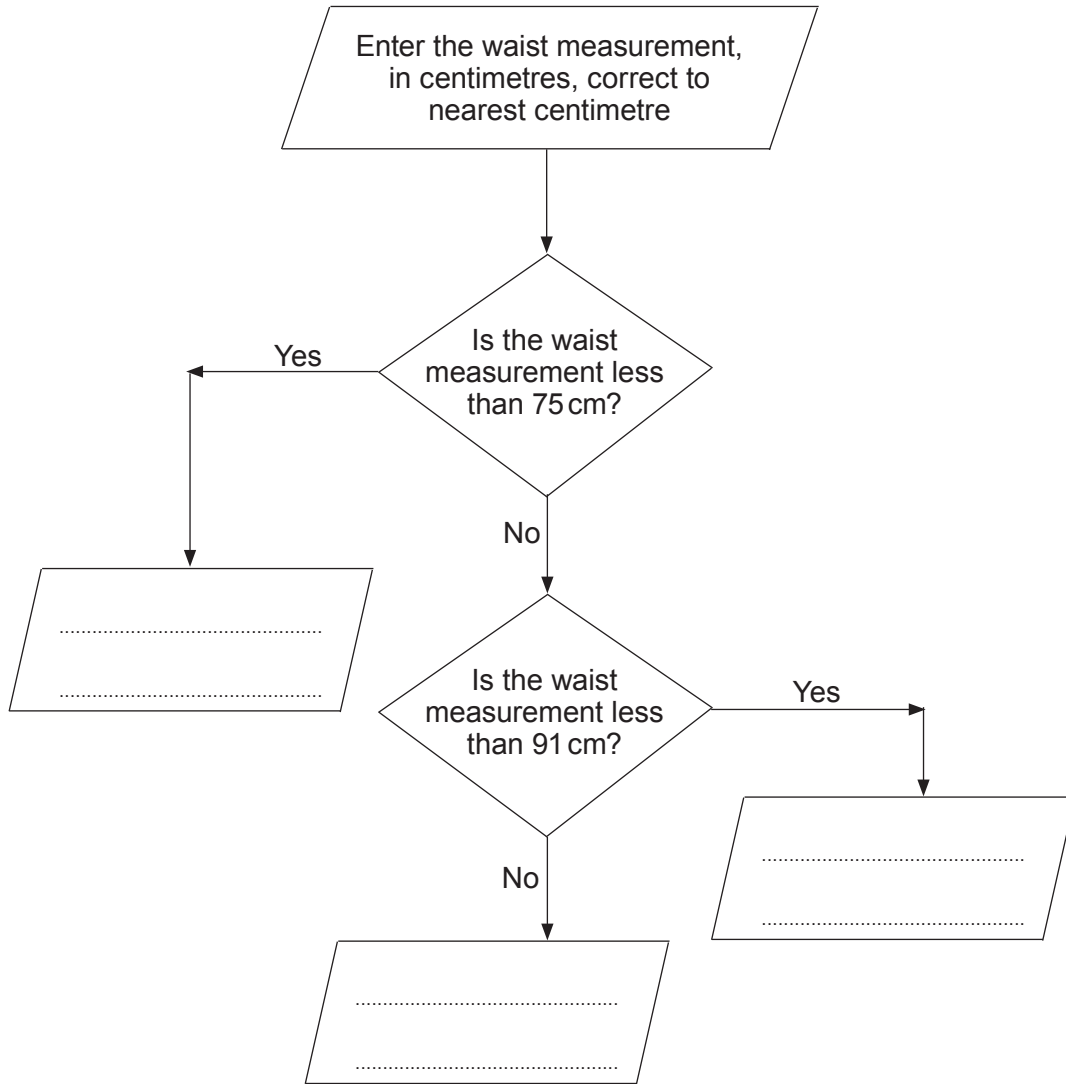 Enter the waist measurement,
in centimetres, correct to
nearest centimetre
Is the waist
measurement less
than 75 cm?
Yes
No
Is the waist
measurement less
than 91 cm?
Yes
No